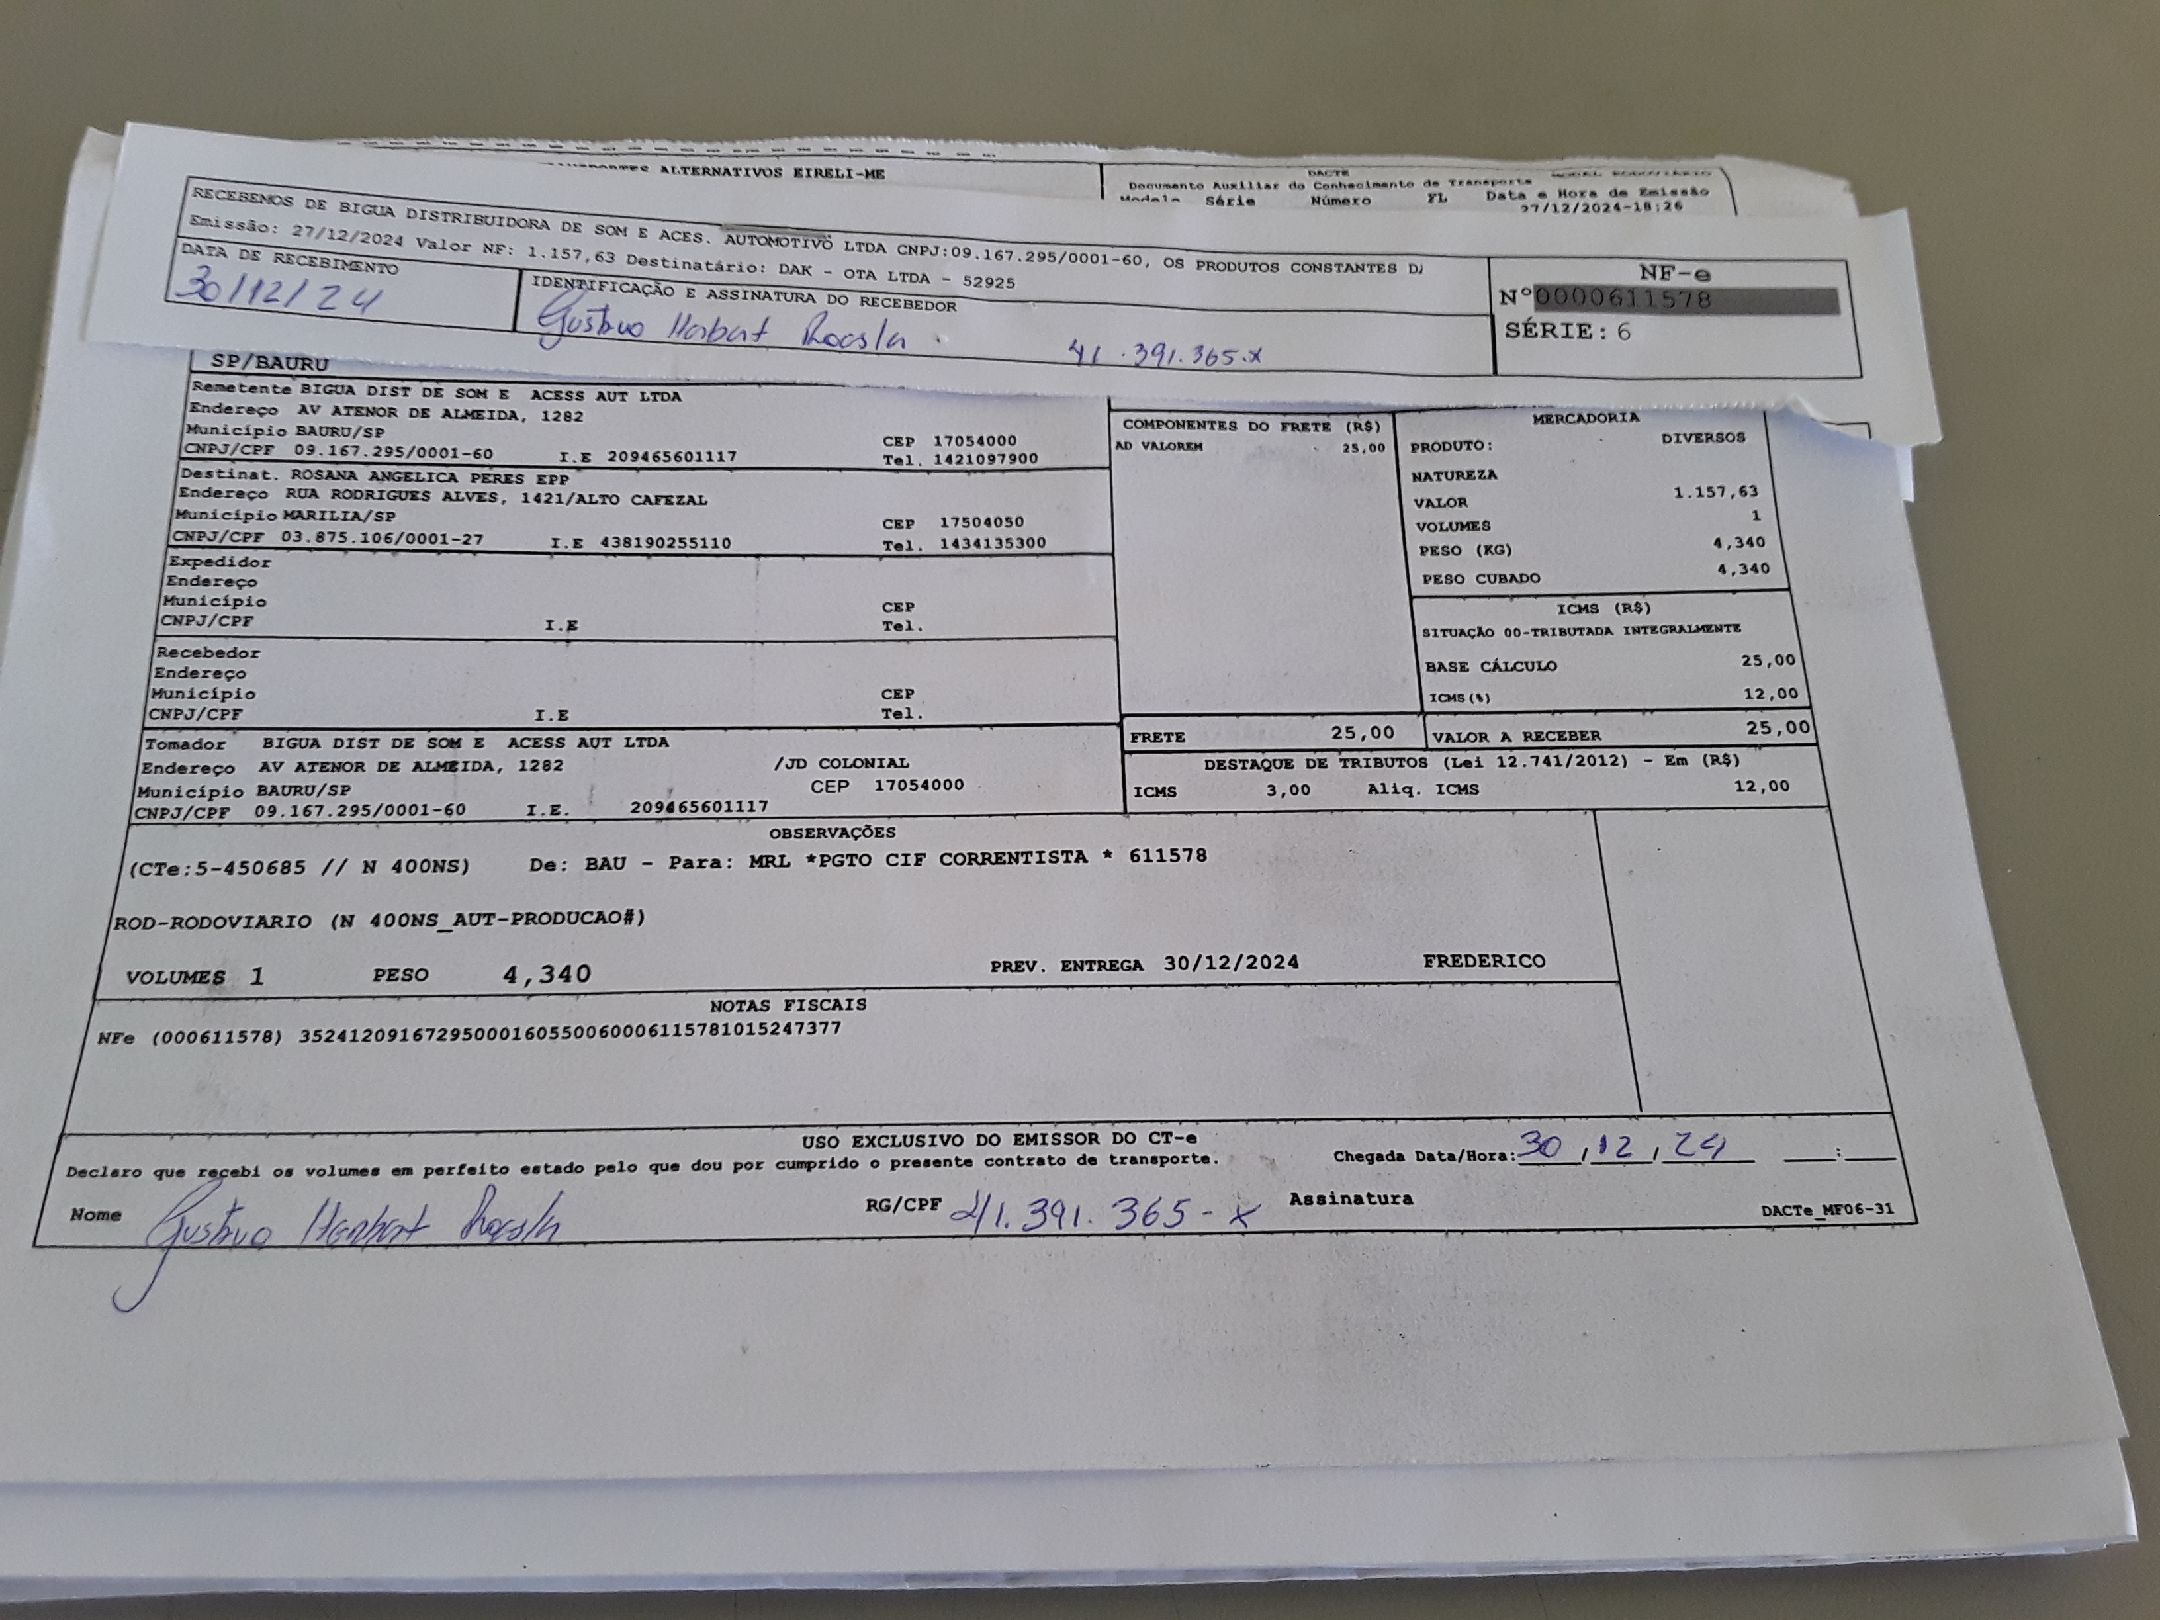 ALTERNATIVOS EIRELI-ME
DACTE
Documento Auxiliar do Conhecimento de Transporte
MODAL RODOVIÁRIO
Modelo Série Número FL Data e Hora de Emissão
27/12/2024-18:26
RECEBEMOS DE BIGUA DISTRIBUIDORA DE SOM E ACES. AUTOMOTIVO LTDA CNPJ:09.167.295/0001-60, OS PRODUTOS CONSTANTES
Emissão: 27/12/2024 Valor NF: 1.157,63 Destinatário: DAK - OTA LTDA - 52925
DATA DE RECEBIMENTO
30/12/24
IDENTIFICAÇÃO E ASSINATURA DO RECEBEDOR
Gustavo Herbert 41.391.365-x
NF-e
Nº0000611578
SÉRIE: 6
SP/BAURU
Remetente BIGUA DIST DE SOM E ACESS AUT LTDA
Endereço AV ATENOR DE ALMEIDA, 1282
Município BAURU/SP CEP 17054000
CNPJ/CPF 09.167.295/0001-60 I.E 209465601117 Tel. 1421097900
Destinat. ROSANA ANGELICA PERES EPP
Endereço RUA RODRIGUES ALVES, 1421/ALTO CAFEZAL
Município MARILIA/SP CEP 17504050
CNPJ/CPF 03.875.106/0001-27 I.E 438190255110 Tel. 1434135300
Expedidor
Endereço
Município CEP
CNPJ/CPF I.E Tel.
Recebedor
Endereço
Município CEP
CNPJ/CPF I.E Tel.
Tomador BIGUA DIST DE SOM E ACESS AUT LTDA
Endereço AV ATENOR DE ALMEIDA, 1282 /JD COLONIAL
Município BAURU/SP CEP 17054000
CNPJ/CPF 09.167.295/0001-60 I.E. 209465601117
COMPONENTES DO FRETE (R$)
AD VALOREM 25,00
MERCADORIA
PRODUTO: DIVERSOS
NATUREZA
VALOR 1.157,63
VOLUMES 1
PESO (KG) 4,340
PESO CUBADO 4,340
ICMS (R$)
SITUAÇÃO 00-TRIBUTADA INTEGRALMENTE
BASE CÁLCULO 25,00
ICMS(%) 12,00
FRETE 25,00 VALOR A RECEBER 25,00
DESTAQUE DE TRIBUTOS (Lei 12.741/2012) - Em (R$)
ICMS 3,00 Aliq. ICMS 12,00
OBSERVAÇÕES
(CTe:5-450685 // N 400NS) De: BAU - Para: MRL *PGTO CIF CORRENTISTA * 611578
ROD-RODOVIARIO (N 400NS_AUT-PRODUCAO#)
VOLUMES 1 PESO 4,340 PREV. ENTREGA 30/12/2024 FREDERICO
NOTAS FISCAIS
NFe (000611578) 35241209167295000160550060006115781015247377
USO EXCLUSIVO DO EMISSOR DO CT-e
Declaro que recebi os volumes em perfeito estado pelo que dou por cumprido o presente contrato de transporte. Chegada Data/Hora: 30/12/24 __:__
Nome Gustavo Herbert RG/CPF 41.391.365-x Assinatura
DACTe_MF06-31